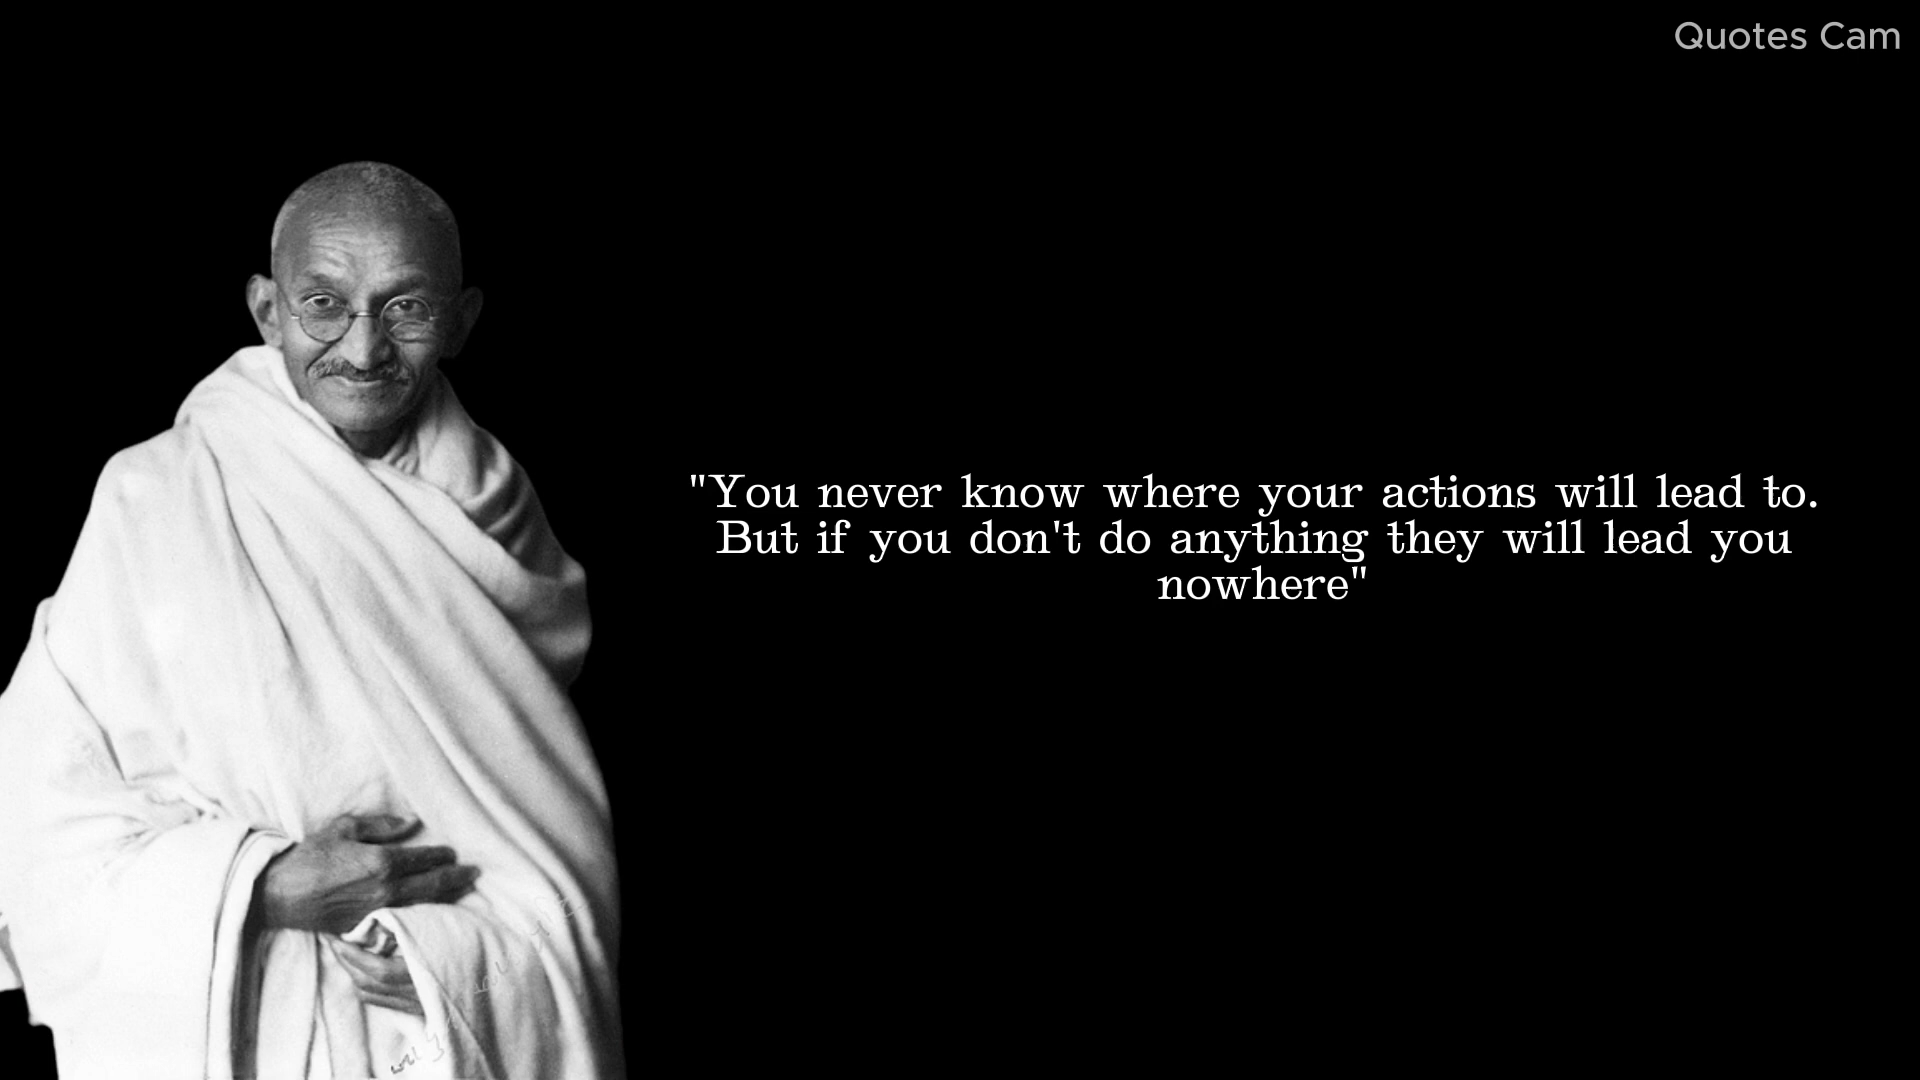 Quotes Cam
"You never know where your actions will lead to.
But if you don't do anything they will lead you
nowhere"